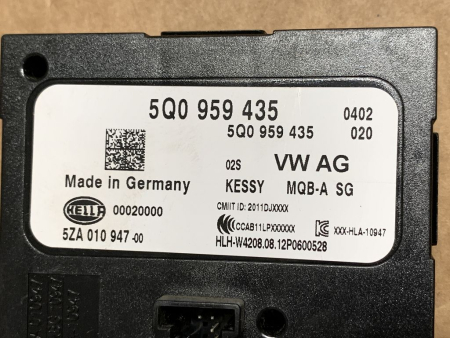 5Q0 959 435 0402
5Q0 959 435 020
02S VW AG
Made in Germany KESSY MQB-A SG
HELLA 00020000 CMIIT ID: 2011DJXXXX
CCC CCAB11LPXXXXXX XXX-HLA-10947
5ZA 010 947-00 HLH-W4208.08.12P0600528